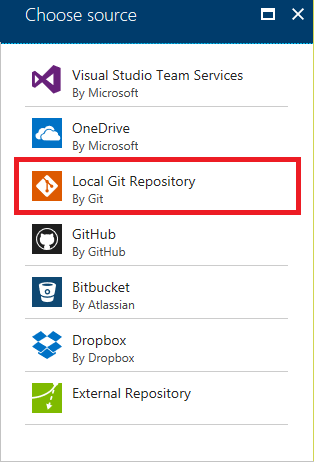 Choose source
Visual Studio Team Services
By Microsoft
OneDrive
By Microsoft
Local Git Repository
By Git
GitHub
By GitHub
Bitbucket
By Atlassian
Dropbox
By Dropbox
External Repository